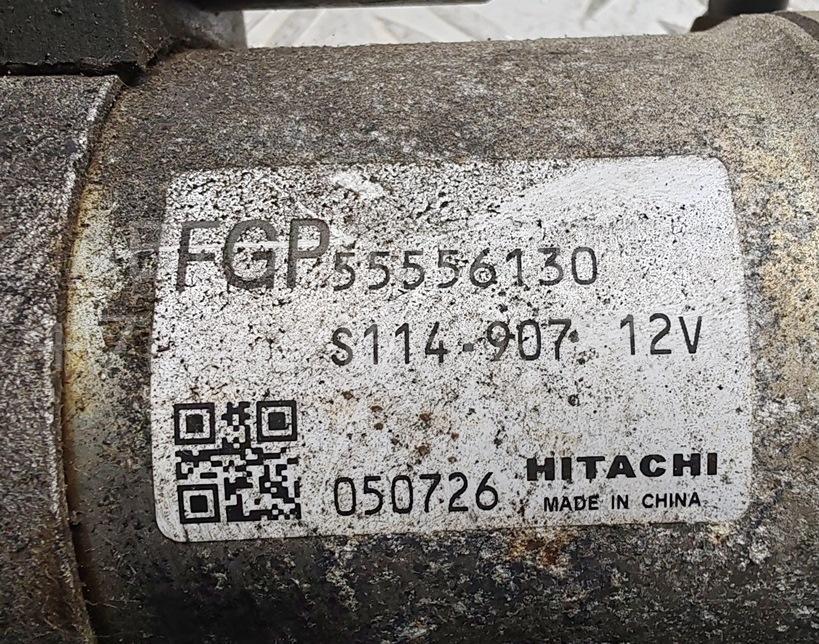 FGP 55556130
S114-907 12V
050726 HITACHI
MADE IN CHINA